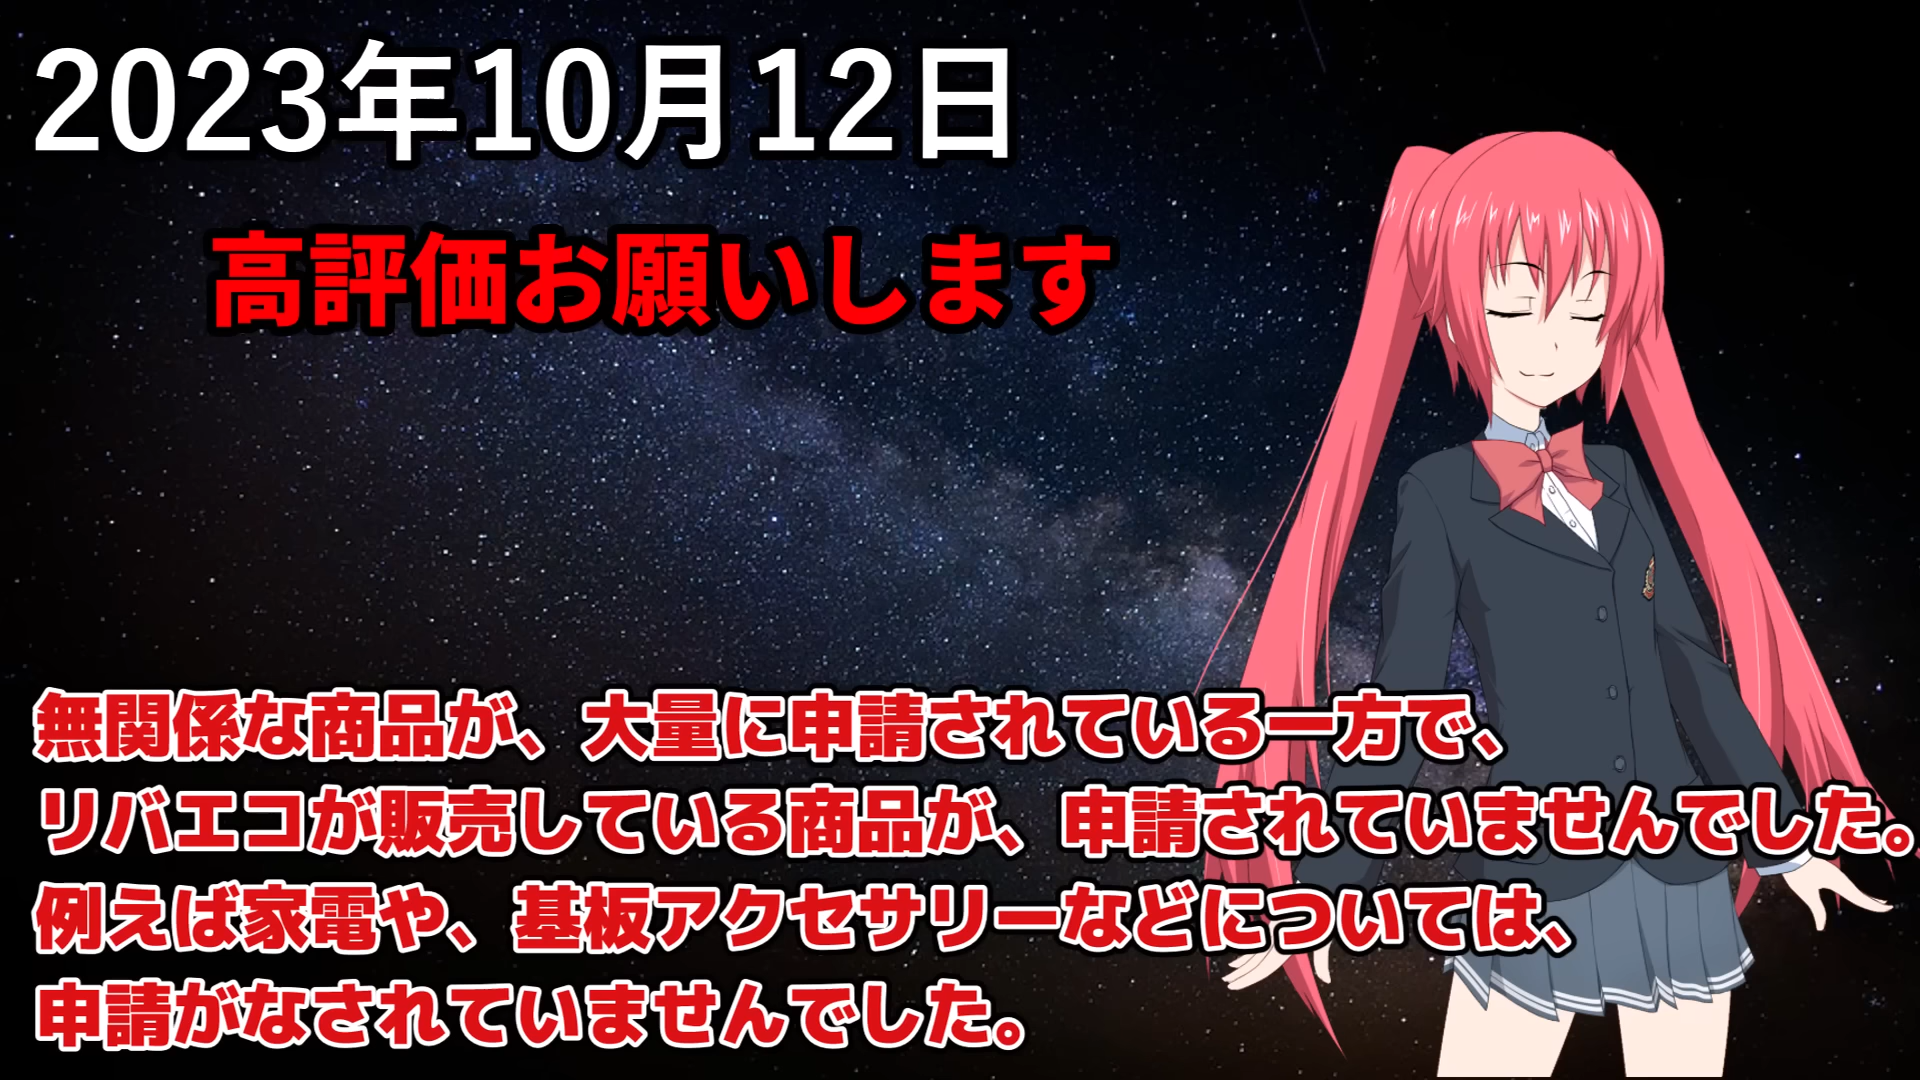 2023年10月12日
高評価お願いします
無関係な商品が、大量に申請されている一方で、
リバエコが販売している商品が、申請されていませんでした。
例えば家電や、基板アクセサリーなどについては、
申請がなされていませんでした。